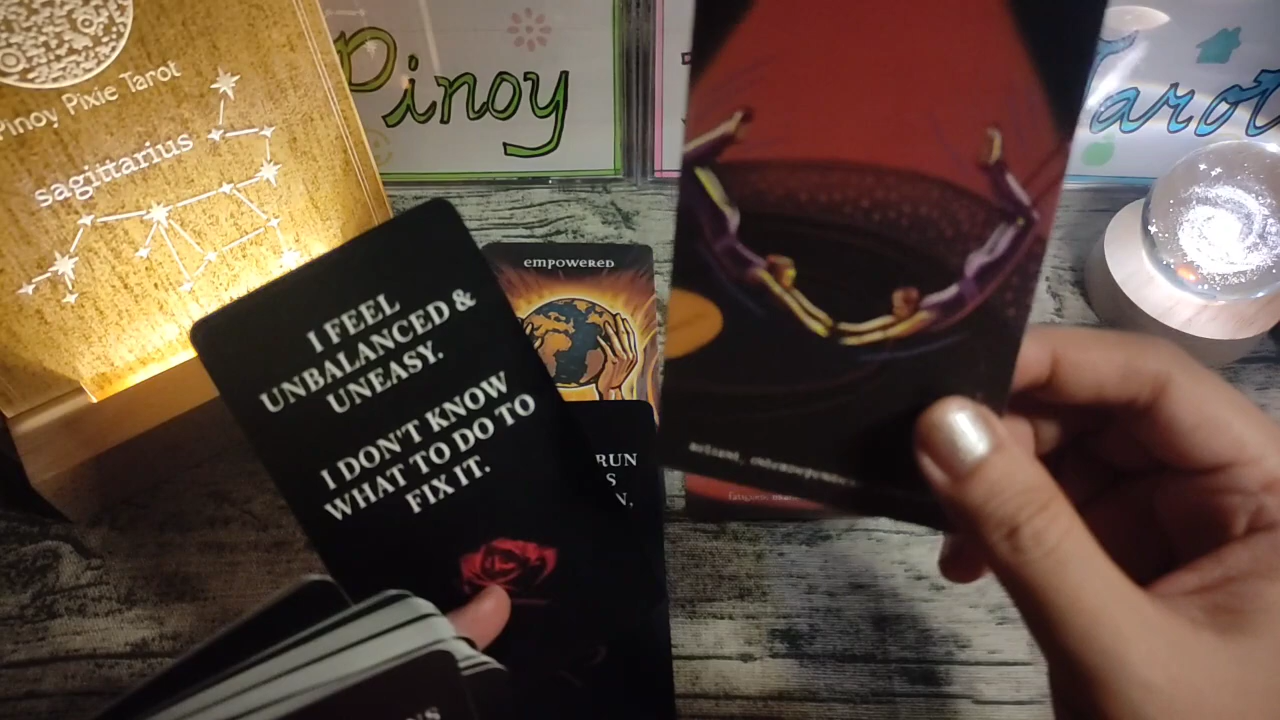 Pinoy Pixie Tarot
sagittarius
Pinoy
Tarot
empowered
I FEEL
UNBALANCED &
UNEASY.
I DON'T KNOW
WHAT TO DO TO
FIX IT.
RUN